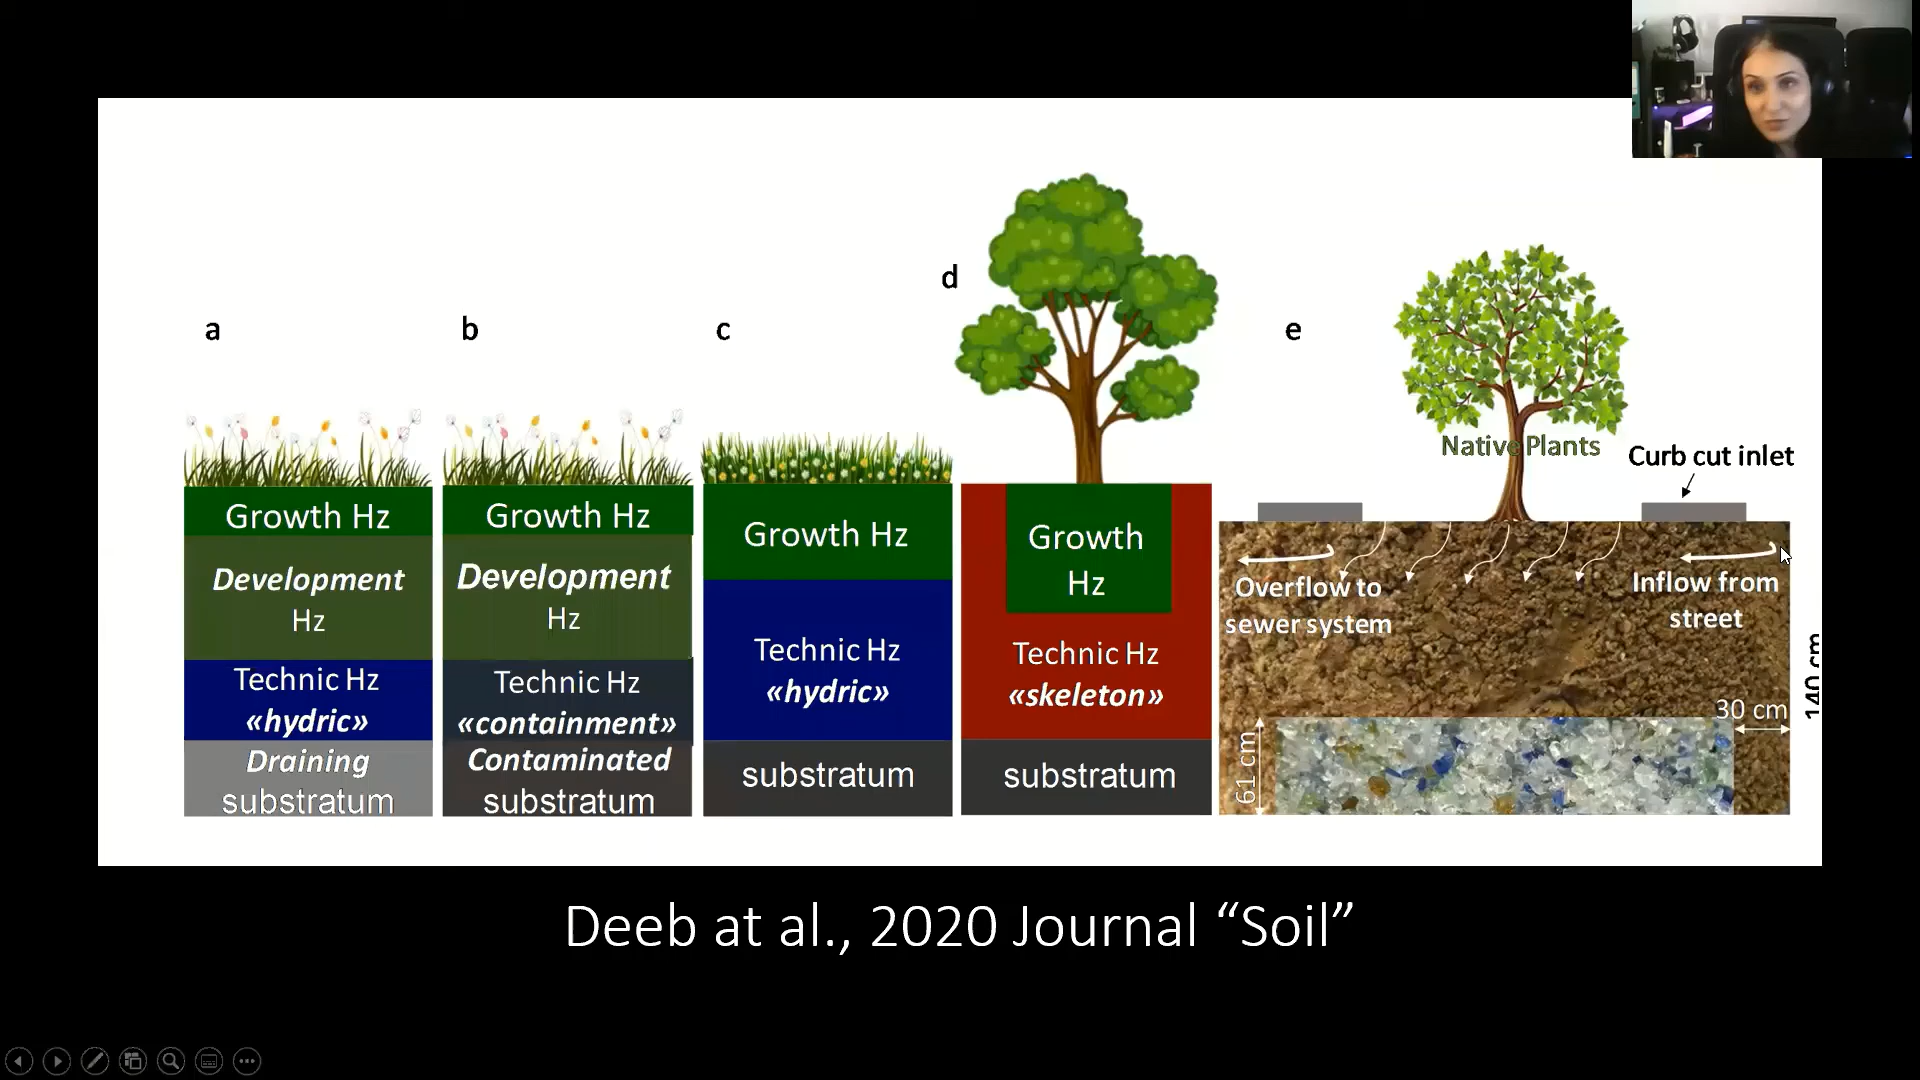 a
Growth Hz
Development
Hz
Technic Hz
«hydric»
Draining
substratum
b
Growth Hz
Development
Hz
Technic Hz
«containment»
Contaminated
substratum
c
Growth Hz
Technic Hz
«hydric»
substratum
d
Growth
Hz
Technic Hz
«skeleton»
substratum
e
Native Plants
Curb cut inlet
Overflow to
sewer system
Inflow from
street
140 cm
30 cm
61 cm
Deeb at al., 2020 Journal “Soil”